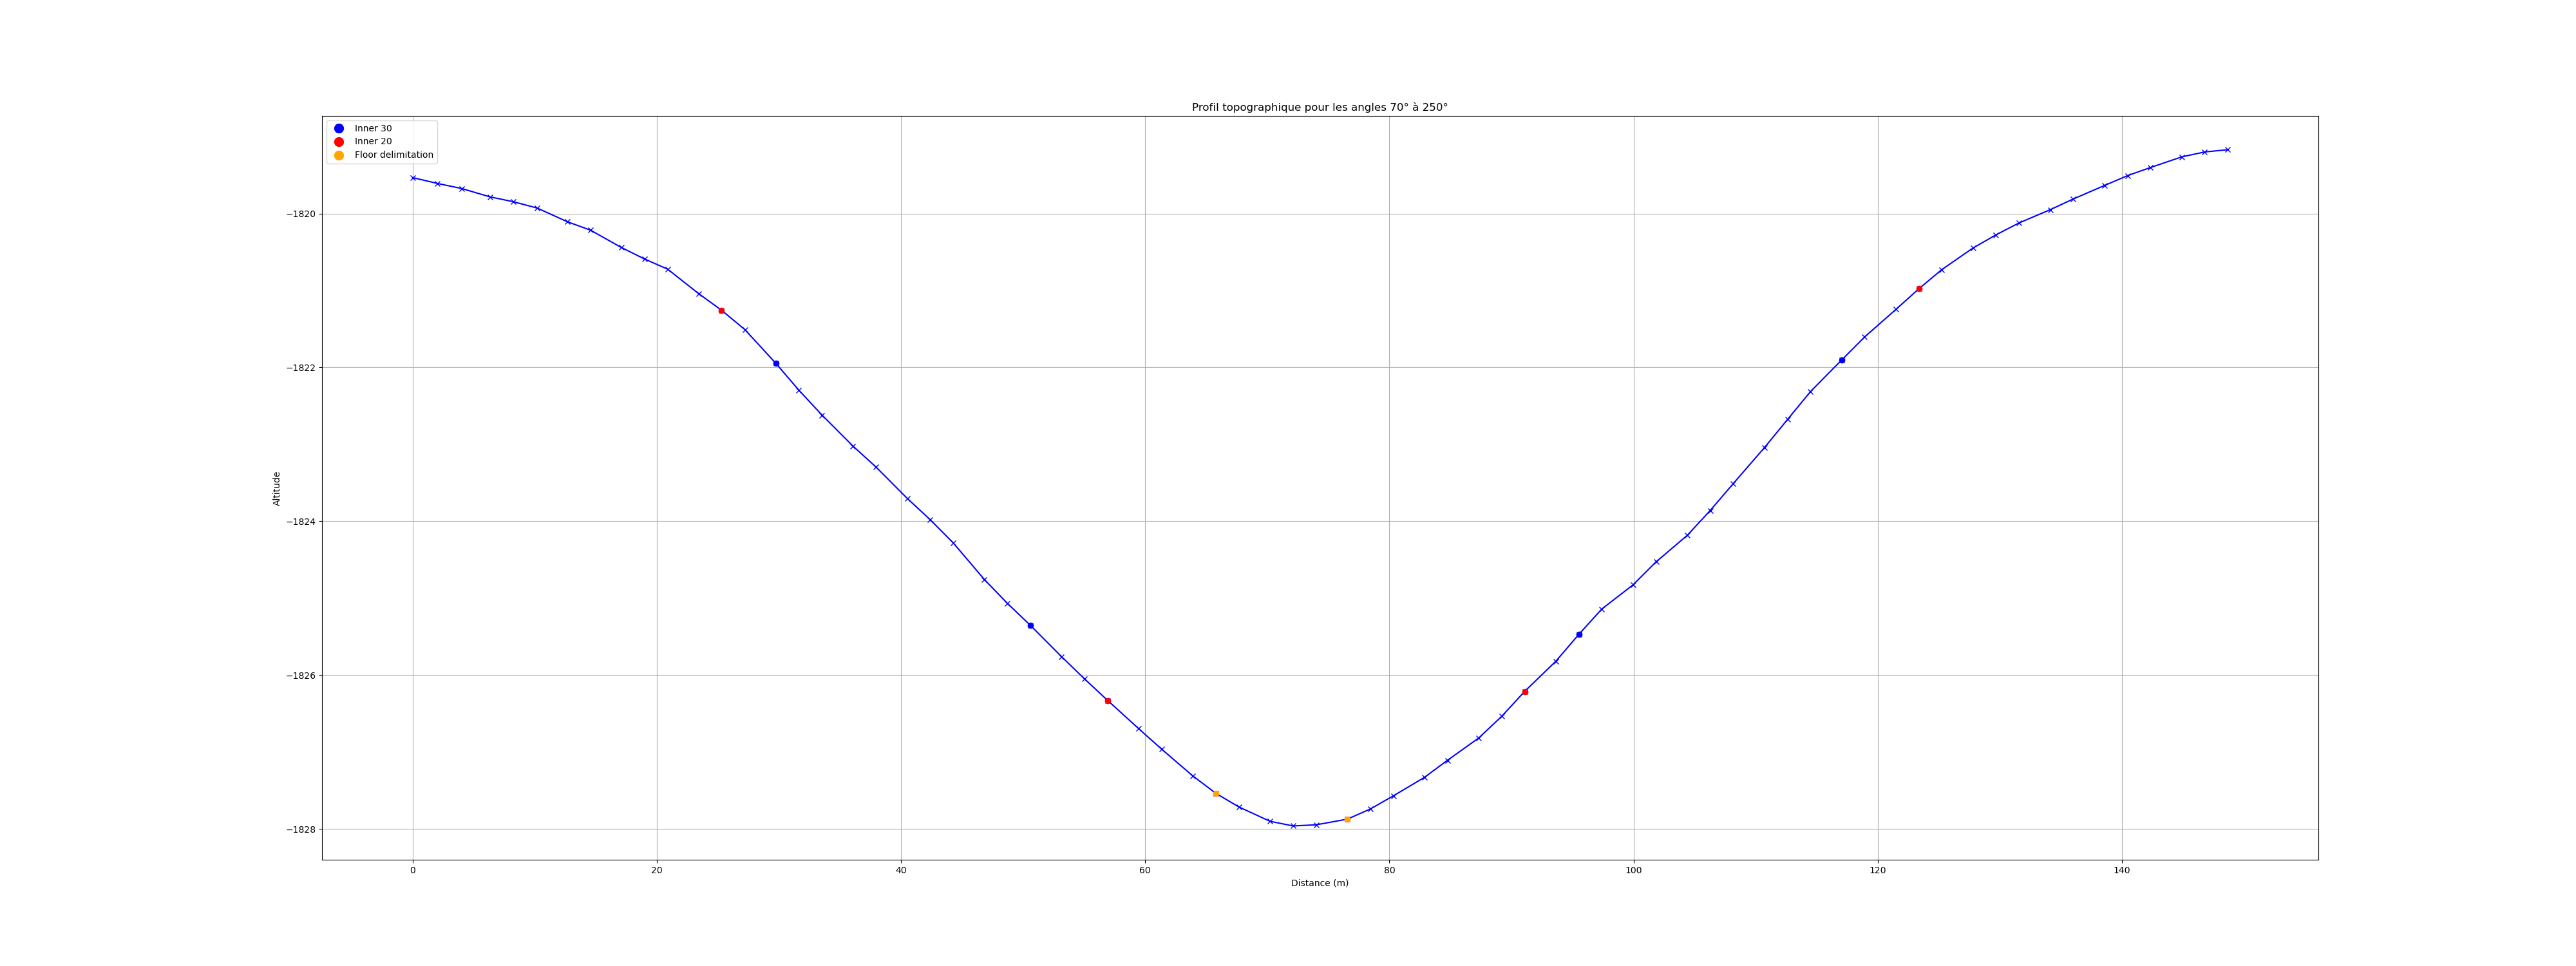 Profil topographique pour les angles 70° à 250°
Inner 30
Inner 20
Floor delimitation
Altitude
−1820
−1822
−1824
−1826
−1828
0 20 40 60 80 100 120 140
Distance (m)